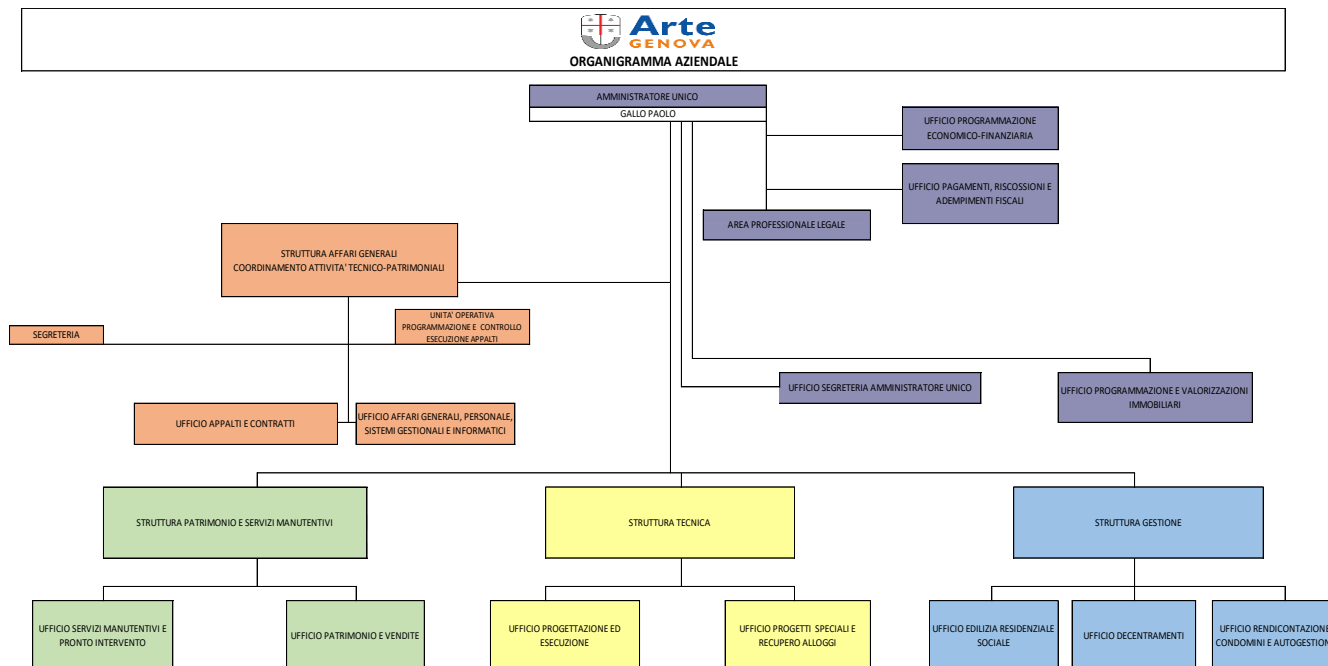 Arte
GENOVA
ORGANIGRAMMA AZIENDALE
AMMINISTRATORE UNICO
GALLO PAOLO
UFFICIO PROGRAMMAZIONE
ECONOMICO-FINANZIARIA
UFFICIO PAGAMENTI, RISCOSSIONI E
ADEMPIMENTI FISCALI
AREA PROFESSIONALE LEGALE
STRUTTURA AFFARI GENERALI
COORDINAMENTO ATTIVITA' TECNICO-PATRIMONIALI
SEGRETERIA
UNITA' OPERATIVA
PROGRAMMAZIONE E CONTROLLO
ESECUZIONE APPALTI
UFFICIO SEGRETERIA AMMINISTRATORE UNICO
UFFICIO PROGRAMMAZIONE E VALORIZZAZIONI
IMMOBILIARI
UFFICIO APPALTI E CONTRATTI
UFFICIO AFFARI GENERALI, PERSONALE,
SISTEMI GESTIONALI E INFORMATICI
STRUTTURA PATRIMONIO E SERVIZI MANUTENTIVI
STRUTTURA TECNICA
STRUTTURA GESTIONE
UFFICIO SERVIZI MANUTENTIVI E
PRONTO INTERVENTO
UFFICIO PATRIMONIO E VENDITE
UFFICIO PROGETTAZIONE ED
ESECUZIONE
UFFICIO PROGETTI SPECIALI E
RECUPERO ALLOGGI
UFFICIO EDILIZIA RESIDENZIALE
SOCIALE
UFFICIO DECENTRAMENTI
UFFICIO RENDICONTAZIONE
CONDOMINI E AUTOGESTION